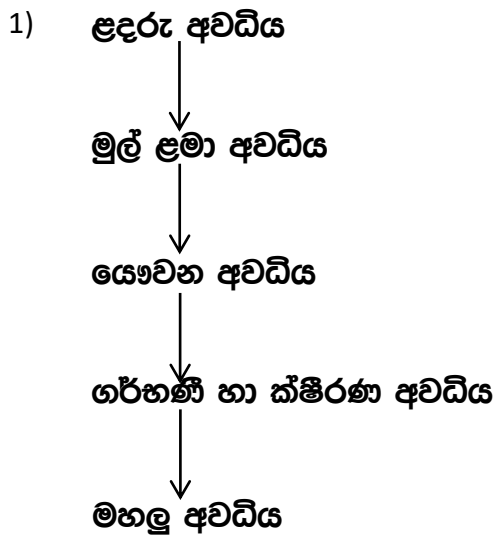 1) ළදරු අවධිය
මුල් ළමා අවධිය
යෞවන අවධිය
ගර්භණී හා ක්ෂීරණ අවධිය
මහලු අවධිය